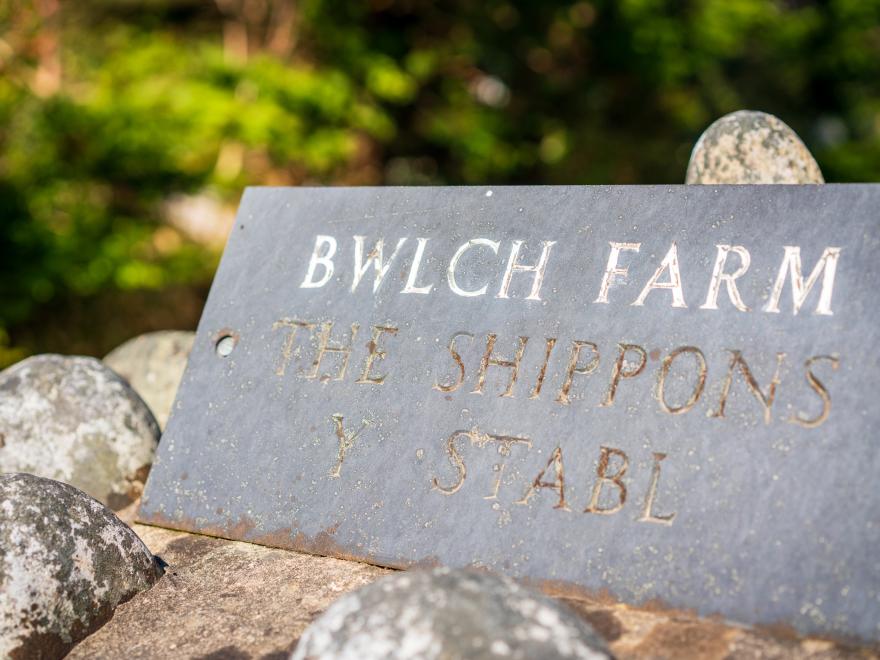 BWLCH FARM
THE SHIPPONS
Y STABL